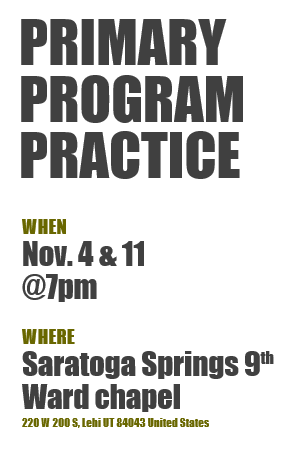 PRIMARY
PROGRAM
PRACTICE
WHEN
Nov. 4 & 11
@7pm
WHERE
Saratoga Springs 9th
Ward chapel
220 W 200 S, Lehi UT 84043 United States